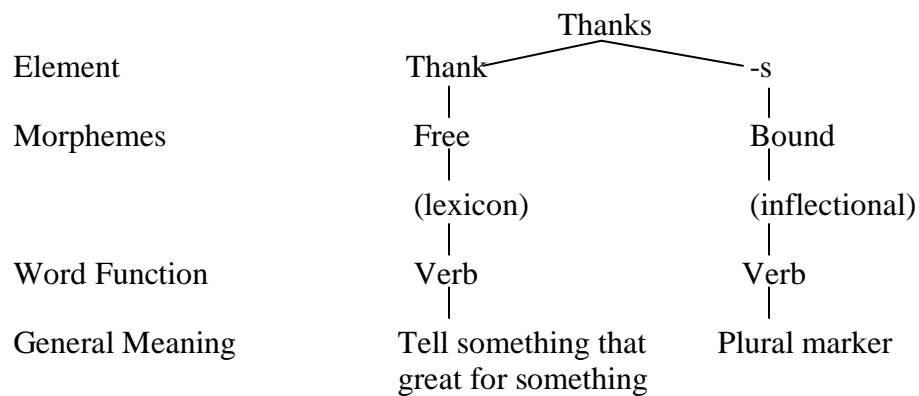 Thanks
Element Thank -s
Morphemes Free Bound
(lexicon) (inflectional)
Word Function Verb Verb
General Meaning Tell something that Plural marker
great for something